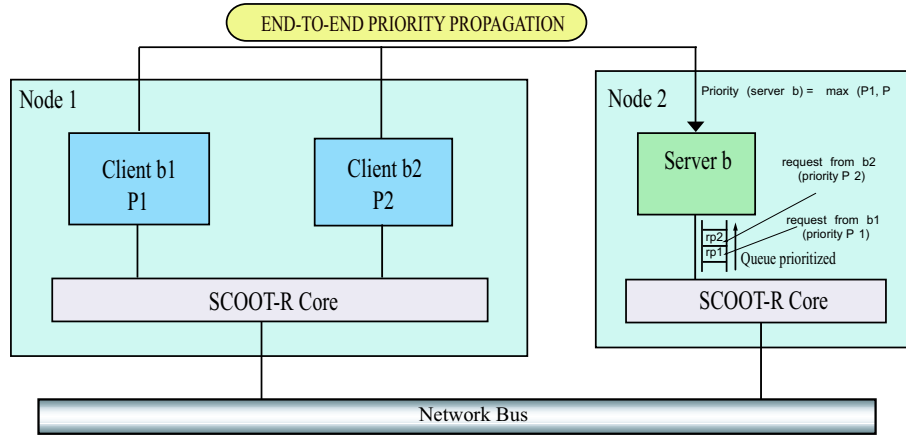 END-TO-END PRIORITY PROPAGATION
Node 1
Client b1
P1
Client b2
P2
SCOOT-R Core
Node 2
Priority (server b) = max (P1, P
Server b
request from b2
(priority P 2)
request from b1
(priority P 1)
rp2
rp1
Queue prioritized
SCOOT-R Core
Network Bus